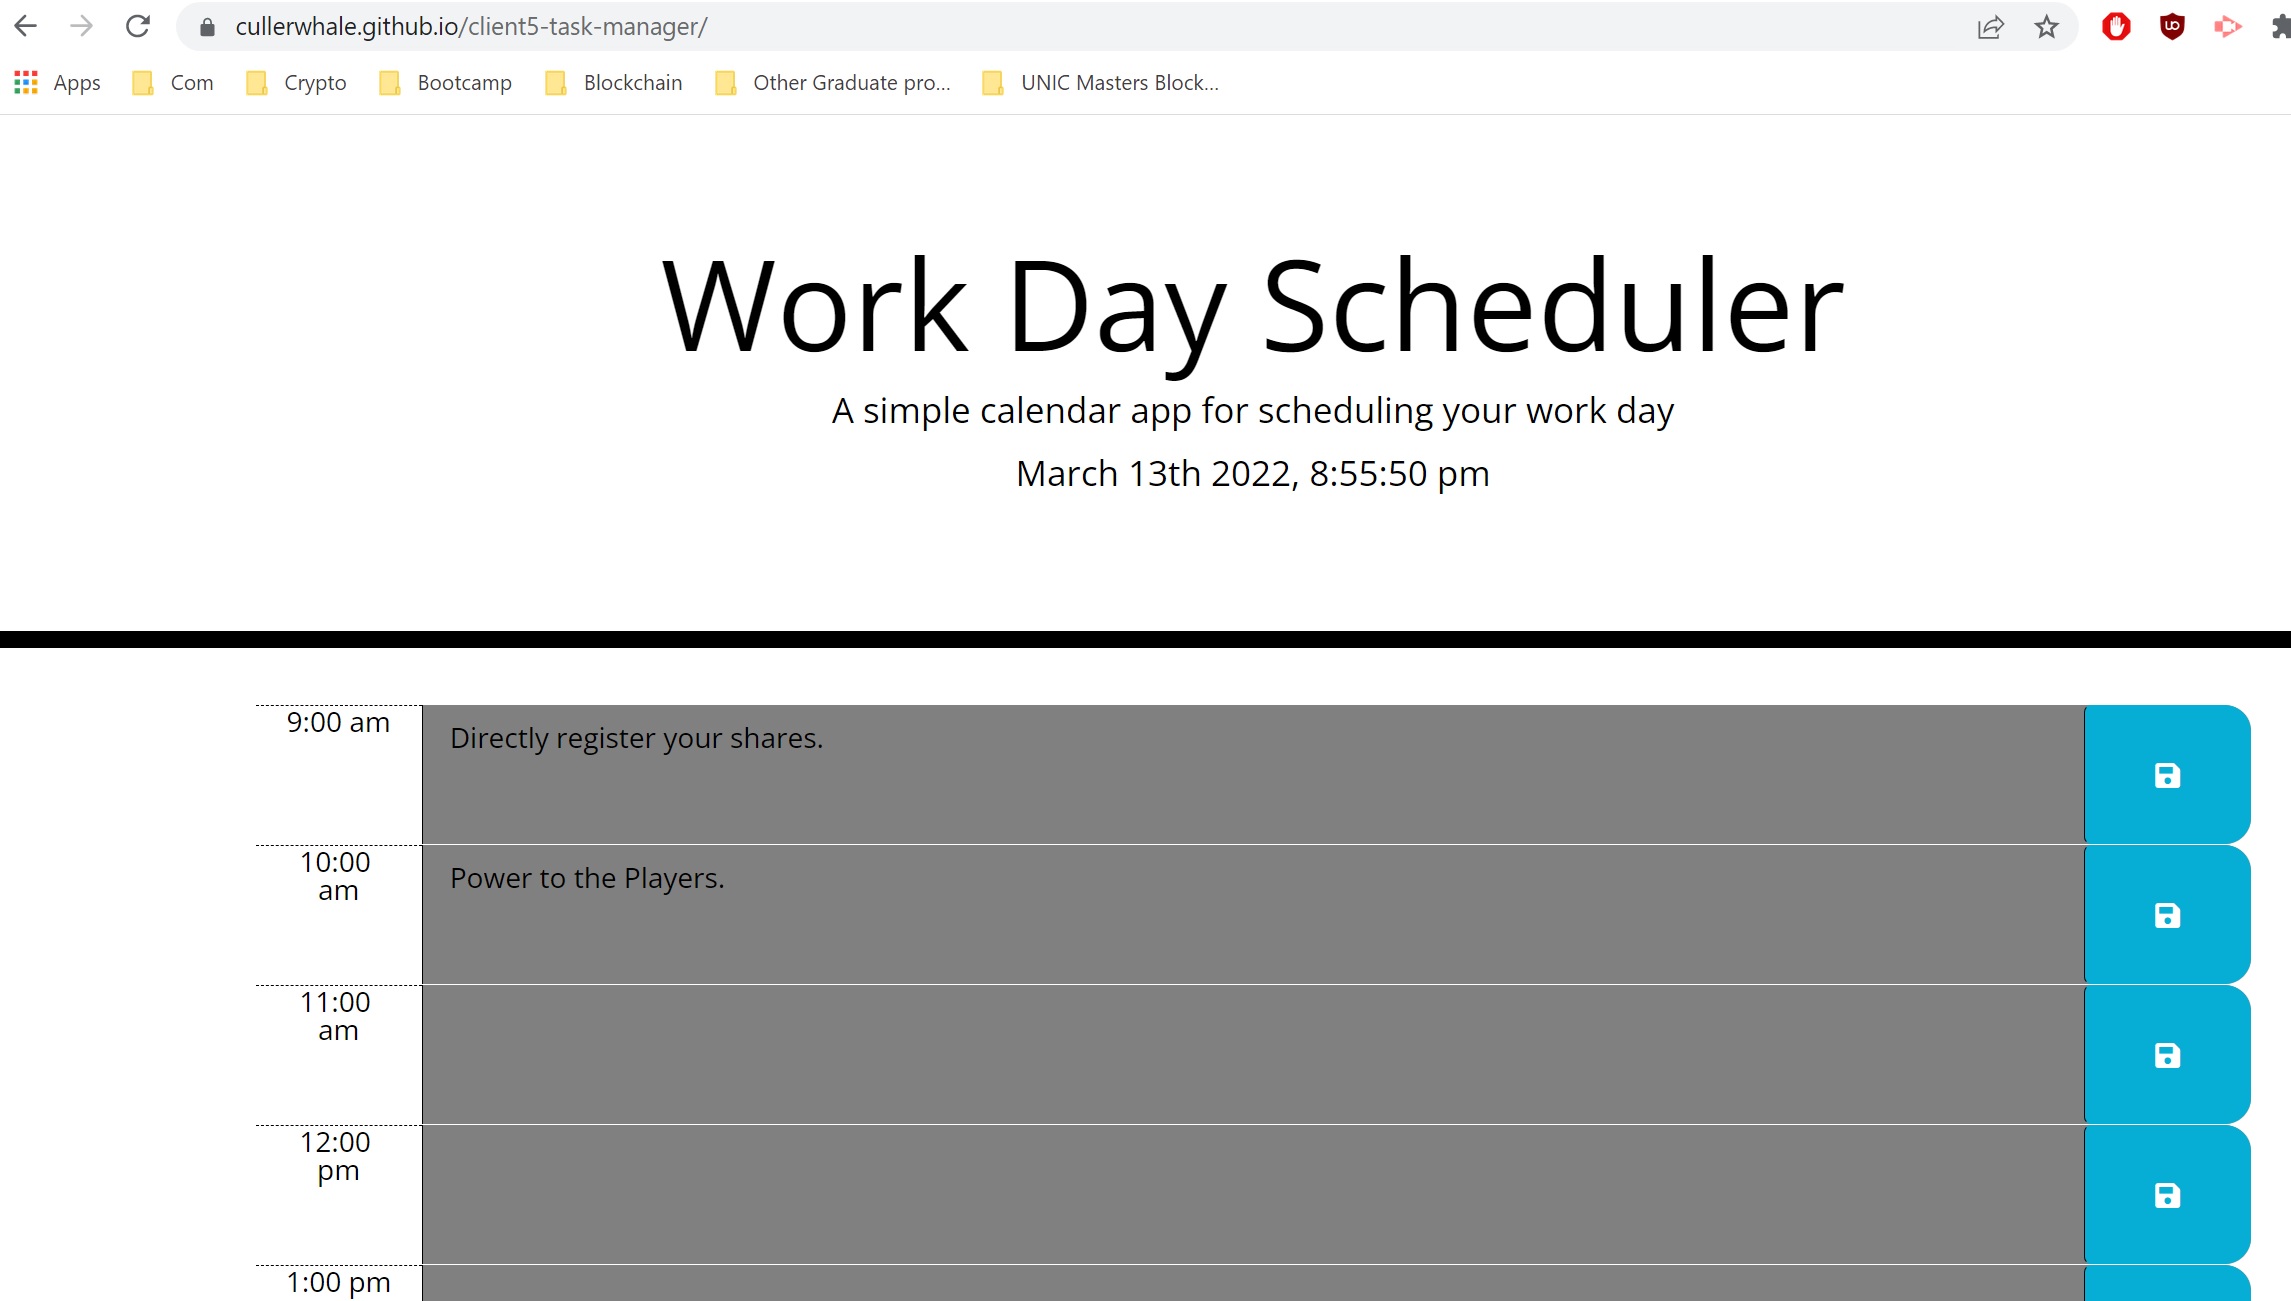 cullerwhale.github.io/client5-task-manager/
Apps Com Crypto Bootcamp Blockchain Other Graduate pro... UNIC Masters Block...
Work Day Scheduler
A simple calendar app for scheduling your work day
March 13th 2022, 8:55:50 pm
9:00 am
Directly register your shares.
10:00
am
Power to the Players.
11:00
am
12:00
pm
1:00 pm